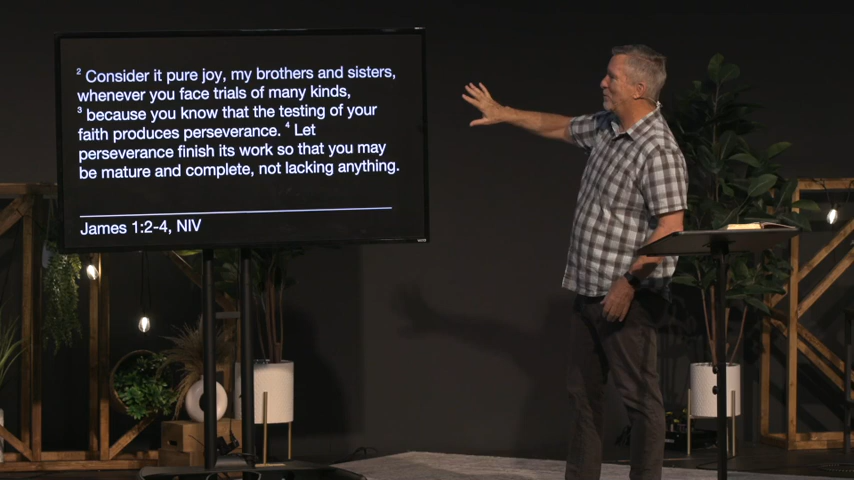 ² Consider it pure joy, my brothers and sisters,
whenever you face trials of many kinds,
³ because you know that the testing of your
faith produces perseverance. ⁴ Let
perseverance finish its work so that you may
be mature and complete, not lacking anything.
James 1:2-4, NIV